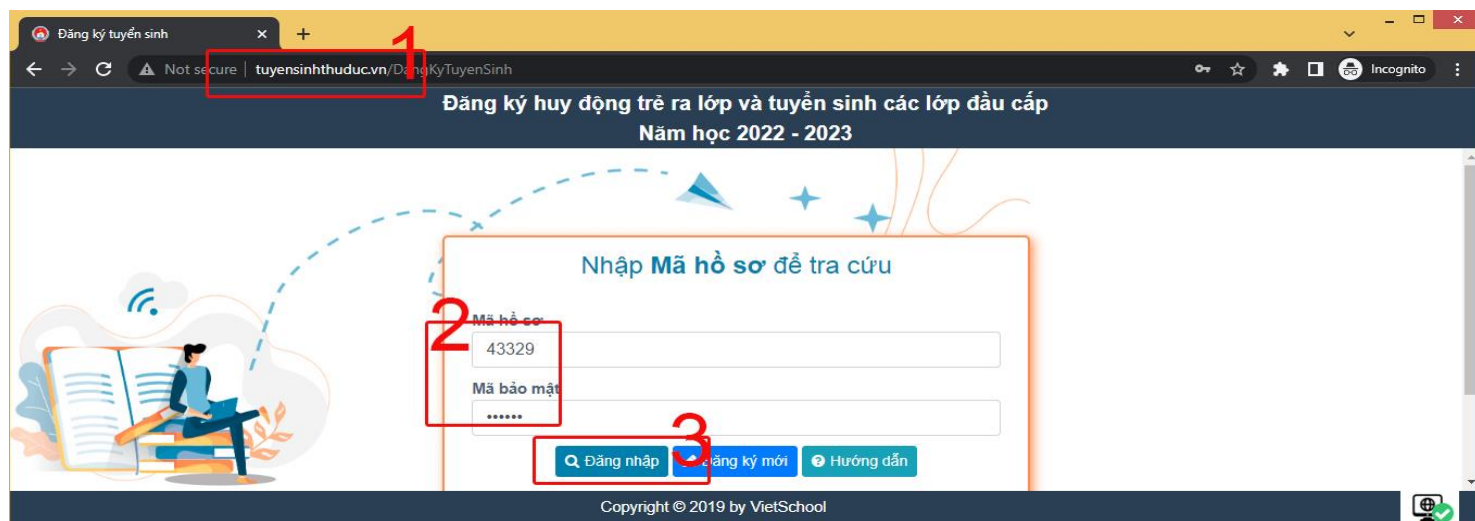 Đăng ký tuyển sinh
1
Not secure | tuyensinhthuduc.vn/DangKyTuyenSinh
Incognito
Đăng ký huy động trẻ ra lớp và tuyển sinh các lớp đầu cấp
Năm học 2022 - 2023
Nhập Mã hồ sơ để tra cứu
2
Mã hồ sơ
43329
Mã bảo mật
••••••
3
Đăng nhập Đăng ký mới Hướng dẫn
Copyright © 2019 by VietSchool